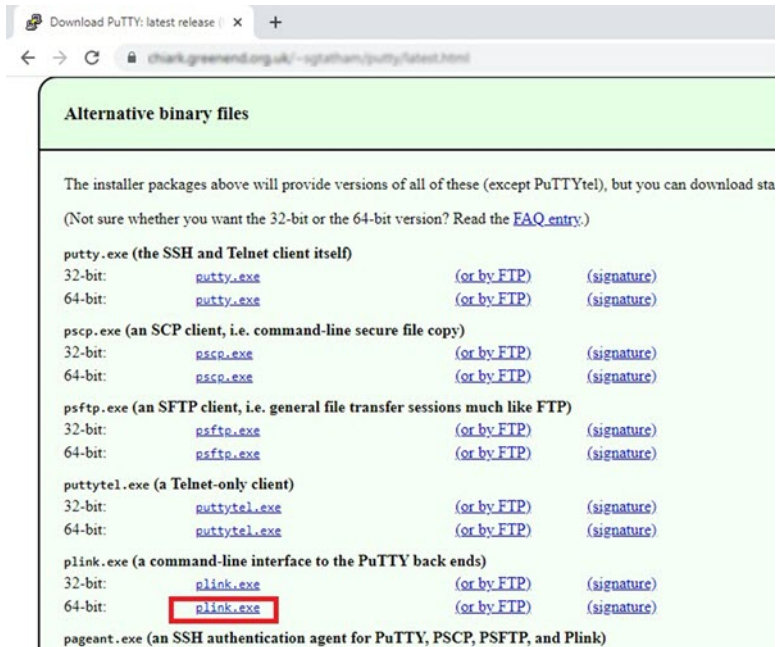 Download PuTTY: latest release (
chiark.greenend.org.uk/~sgtatham/putty/latest.html
Alternative binary files
The installer packages above will provide versions of all of these (except PuTTYtel), but you can download sta
(Not sure whether you want the 32-bit or the 64-bit version? Read the FAQ entry.)
putty.exe (the SSH and Telnet client itself)
32-bit: putty.exe (or by FTP) (signature)
64-bit: putty.exe (or by FTP) (signature)
pscp.exe (an SCP client, i.e. command-line secure file copy)
32-bit: pscp.exe (or by FTP) (signature)
64-bit: pscp.exe (or by FTP) (signature)
psftp.exe (an SFTP client, i.e. general file transfer sessions much like FTP)
32-bit: psftp.exe (or by FTP) (signature)
64-bit: psftp.exe (or by FTP) (signature)
puttytel.exe (a Telnet-only client)
32-bit: puttytel.exe (or by FTP) (signature)
64-bit: puttytel.exe (or by FTP) (signature)
plink.exe (a command-line interface to the PuTTY back ends)
32-bit: plink.exe (or by FTP) (signature)
64-bit: plink.exe (or by FTP) (signature)
pageant.exe (an SSH authentication agent for PuTTY, PSCP, PSFTP, and Plink)